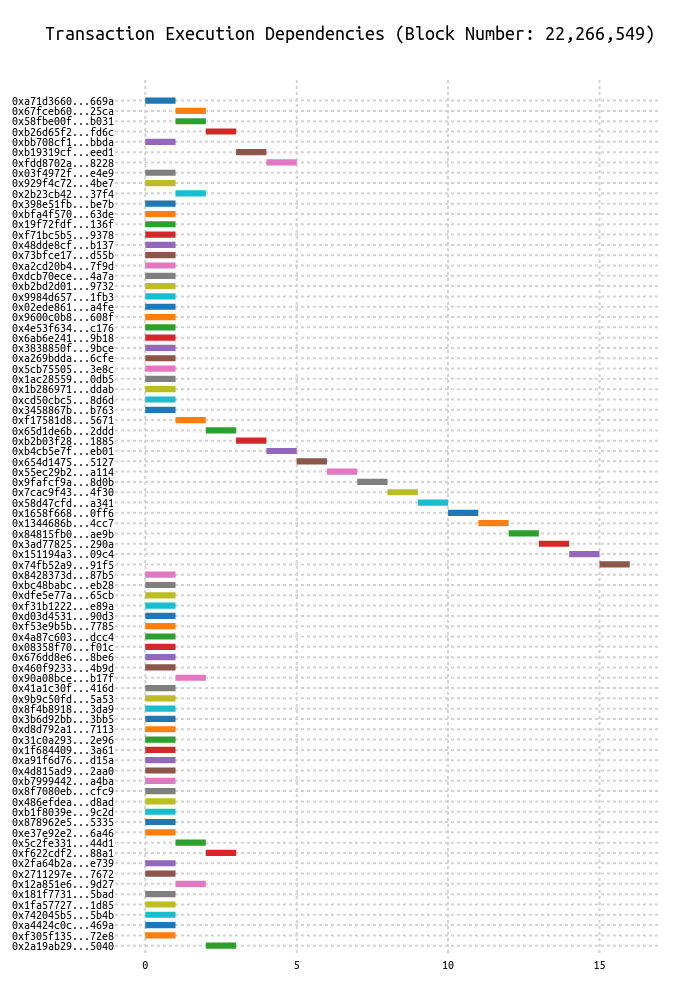 Transaction Execution Dependencies (Block Number: 22,266,549)
0xa71d3660...669a
0x67fceb60...25ca
0x58fbe00f...b031
0xb26d65f2...fd6c
0xbb708cf1...bbda
0xb19319cf...eed1
0xfdd8702a...8228
0x03f4972f...e4e9
0x929f4c72...4be7
0x2b23cb42...37f4
0x398e51fb...be7b
0xbfa4f570...63de
0x19f72fdf...136f
0xf71bc5b5...9378
0x48dde8cf...b137
0x73bfce17...d55b
0xa2cd20b4...7f9d
0xdcb70ece...4a7a
0xb2bd2d01...9732
0x9984d657...1fb3
0x02ede861...a4fe
0x9600c0b8...608f
0x4e53f634...c176
0x6ab6e241...9b18
0x3838850f...9bce
0xa269bdda...6cfe
0x5cb75505...3e8c
0x1ac28559...0db5
0x1b286971...ddab
0xcd50cbc5...8d6d
0x3458867b...b763
0xf17581d8...5671
0x65d1de6b...2ddd
0xb2b03f28...1885
0xb4cb5e7f...eb01
0x654d1475...5127
0x55ec29b2...a114
0x9fafcf9a...8d0b
0x7cac9f43...4f30
0x58d47cfd...a341
0x1658f668...0ff6
0x1344686b...4cc7
0x84815fb0...ae9b
0x3ad77825...290a
0x151194a3...09c4
0x74fb52a9...91f5
0x8428373d...87b5
0xbc48babc...eb28
0xdfe5e77a...65cb
0xf31b1222...e89a
0xd03d4531...90d3
0xf53e9b5b...7785
0x4a87c603...dcc4
0x08358f70...f01c
0x676dd8e6...8be6
0x460f9233...4b9d
0x90a08bce...b17f
0x41a1c30f...416d
0x9b9c50fd...5a53
0x8f4b8918...3da9
0x3b6d92bb...3bb5
0xd8d792a1...7113
0x31c0a293...2e96
0x1f684409...3a61
0xa91f6d76...d15a
0x4d815ad9...2aa0
0xb7999442...a4ba
0x8f7080eb...cfc9
0x486efdea...d8ad
0xb1f8039e...9c2d
0x878962e5...5335
0xe37e92e2...6a46
0x5c2fe331...44d1
0xf622cdf2...88a1
0x2fa64b2a...e739
0x2711297e...7672
0x12a851e6...9d27
0x181f7731...5bad
0x1fa57727...1d85
0x742045b5...5b4b
0xa4424c0c...469a
0xf305f135...72e8
0x2a19ab29...5040
0 5 10 15